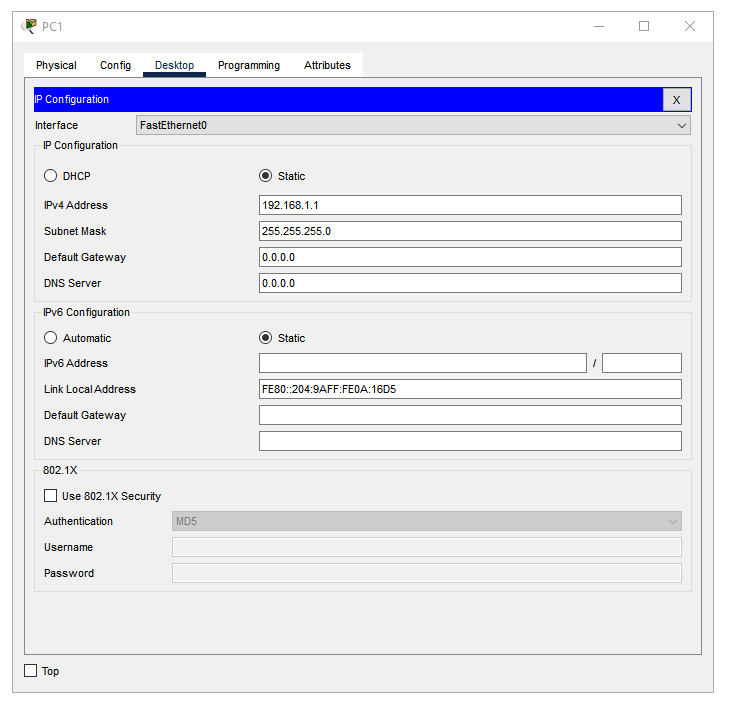 PC1
Physical Config Desktop Programming Attributes
IP Configuration X
Interface FastEthernet0
IP Configuration
DHCP Static
IPv4 Address 192.168.1.1
Subnet Mask 255.255.255.0
Default Gateway 0.0.0.0
DNS Server 0.0.0.0
IPv6 Configuration
Automatic Static
IPv6 Address /
Link Local Address FE80::204:9AFF:FE0A:16D5
Default Gateway
DNS Server
802.1X
Use 802.1X Security
Authentication MD5
Username
Password
Top